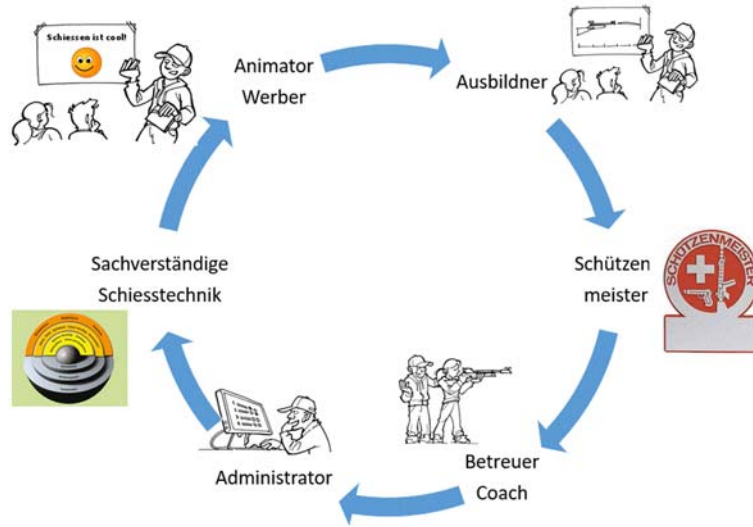 Schiessen ist cool!
Animator
Werber
Ausbildner
Schützen
meister
SCHÜTZENMEISTER
Betreuer
Coach
Administrator
Sachverständige
Schiesstechnik